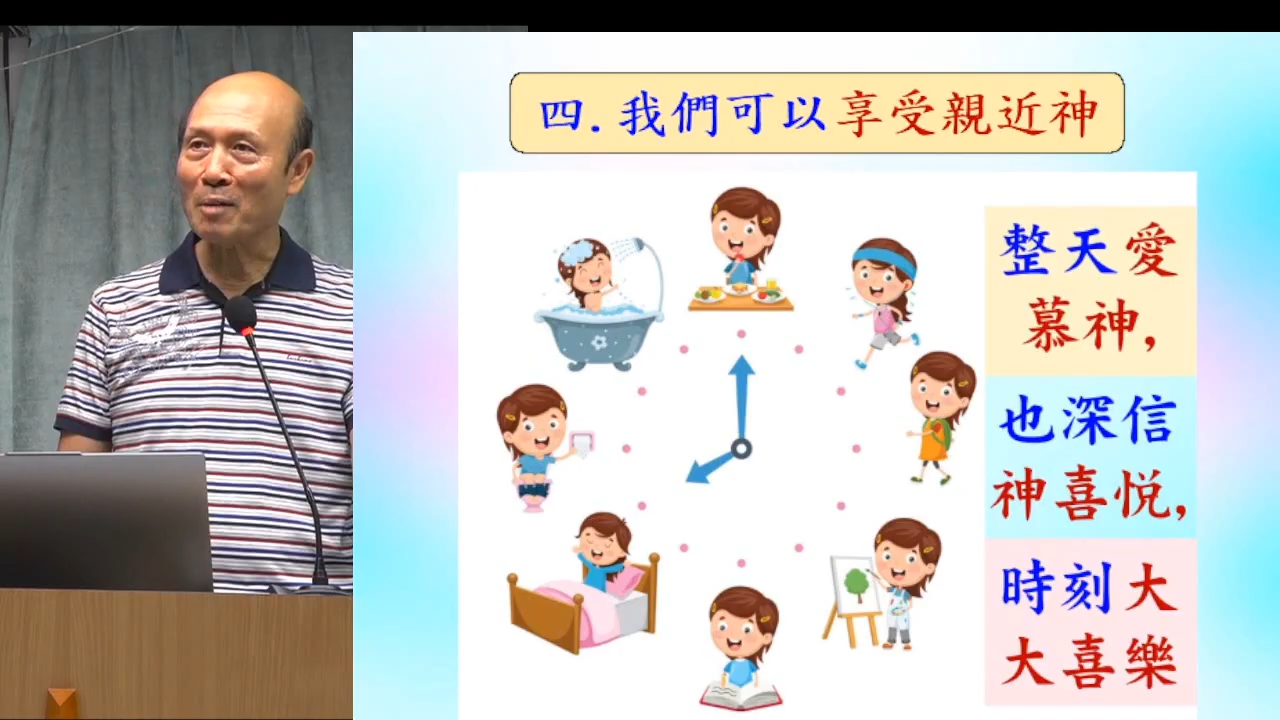 四.我們可以享受親近神
整天愛
慕神,
也深信
神喜悅,
時刻大
大喜樂